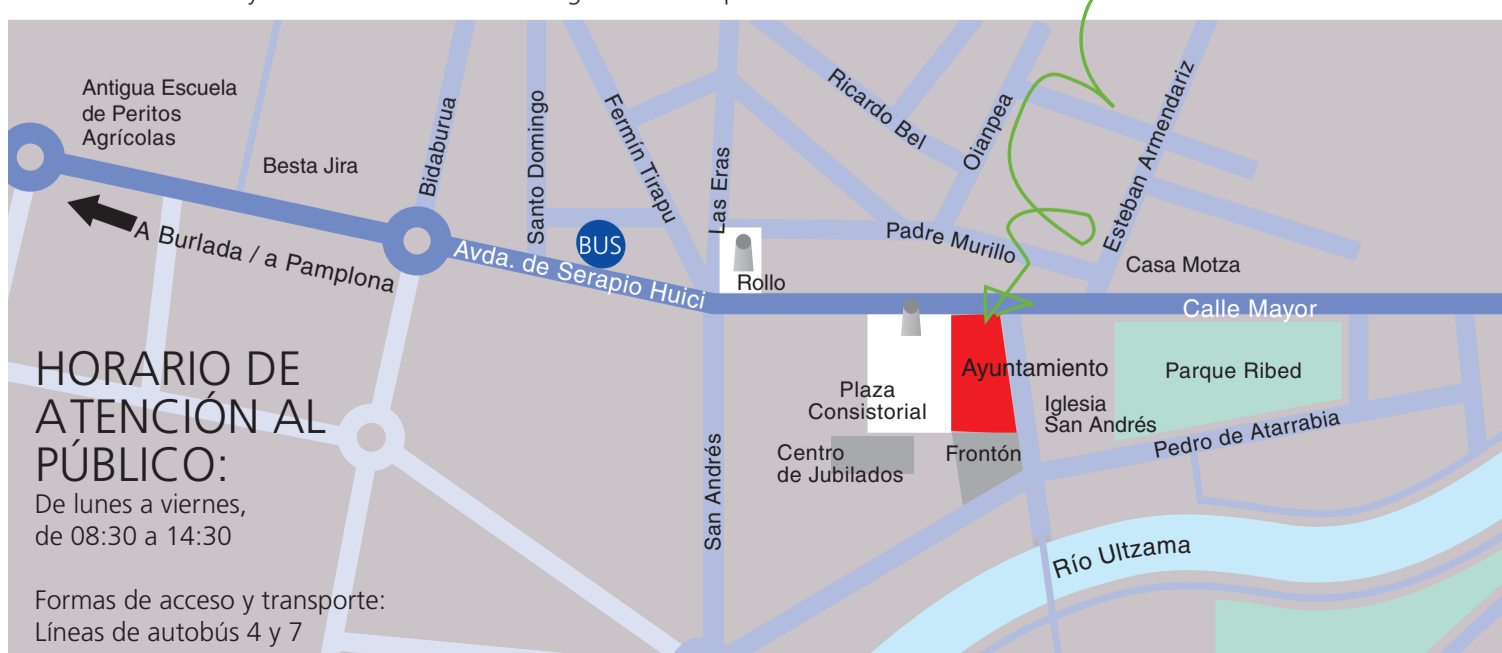 Antigua Escuela
de Peritos
Agrícolas
Besta Jira
Bidaburua
Santo Domingo
Fermín Tirapu
Las Eras
Ricardo Bel
Oianpea
Esteban Armendariz
A Burlada / a Pamplona
BUS
Avda. de Serapio Huici
Rollo
Padre Murillo
Casa Motza
Calle Mayor
HORARIO DE
ATENCIÓN AL
PÚBLICO:
De lunes a viernes,
de 08:30 a 14:30
Formas de acceso y transporte:
Líneas de autobús 4 y 7
San Andrés
Plaza
Consistorial
Ayuntamiento
Centro
de Jubilados
Frontón
Iglesia
San Andrés
Parque Ribed
Pedro de Atarrabia
Río Ultzama